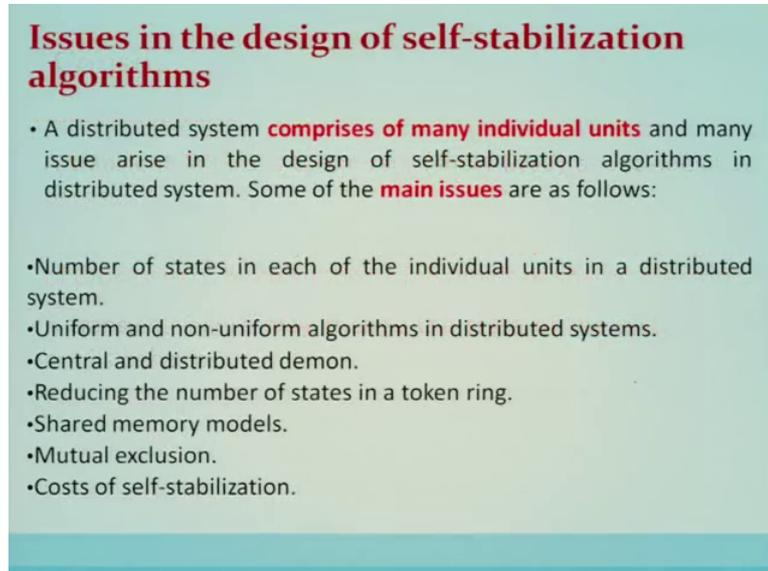 Issues in the design of self-stabilization
algorithms
• A distributed system comprises of many individual units and many
issue arise in the design of self-stabilization algorithms in
distributed system. Some of the main issues are as follows:
•Number of states in each of the individual units in a distributed
system.
•Uniform and non-uniform algorithms in distributed systems.
•Central and distributed demon.
•Reducing the number of states in a token ring.
•Shared memory models.
•Mutual exclusion.
•Costs of self-stabilization.